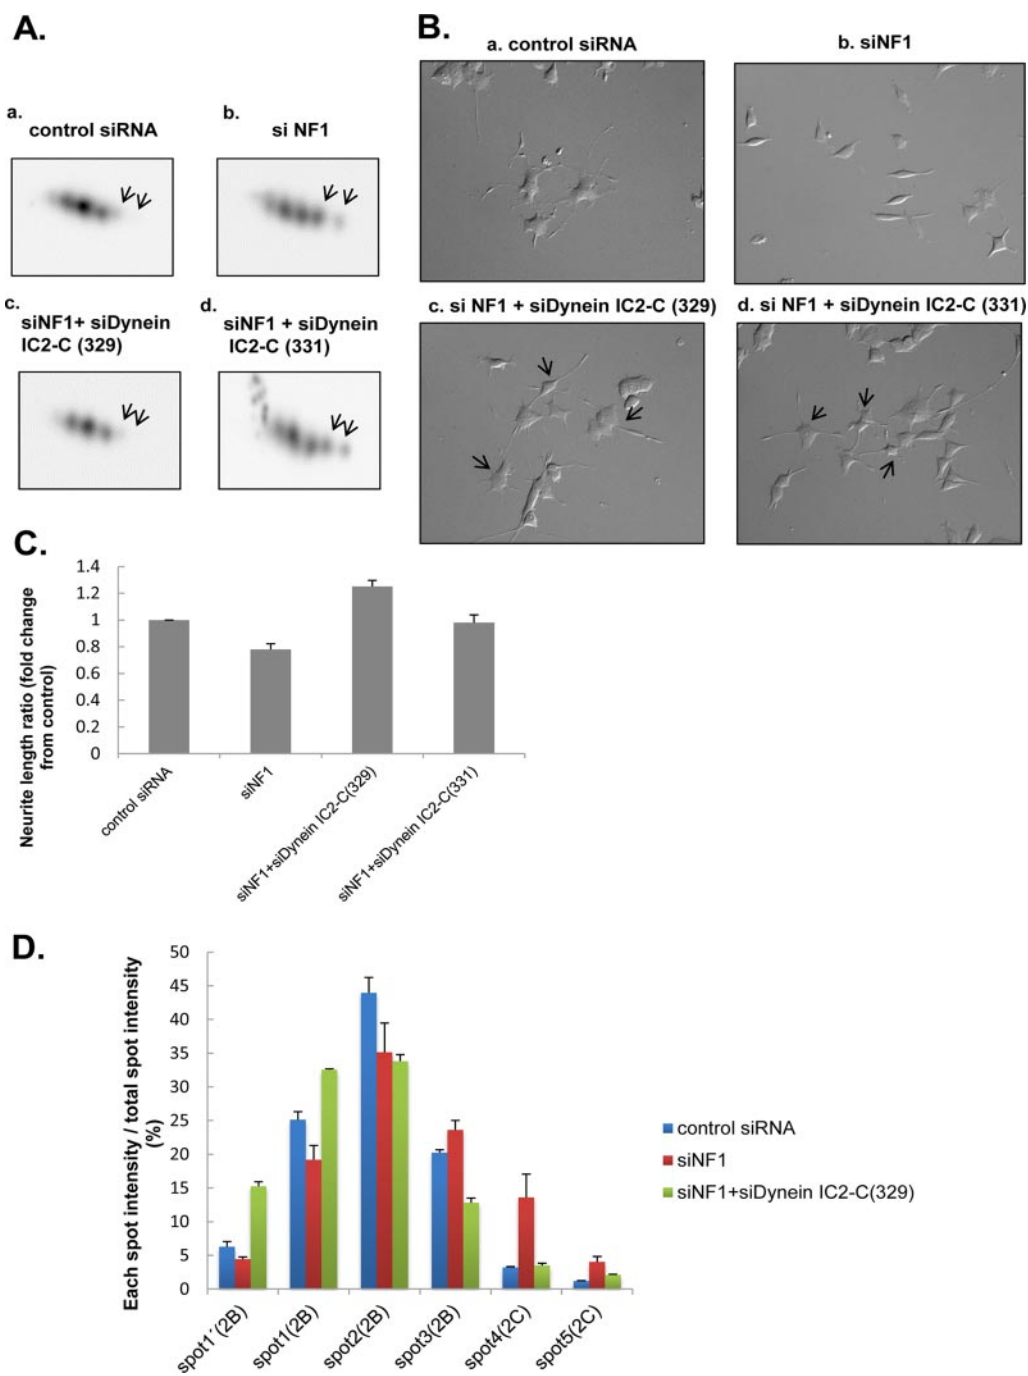 A.
a.
control siRNA
b.
si NF1
c.
siNF1+ siDynein
IC2-C (329)
d.
siNF1 + siDynein
IC2-C (331)
B.
a. control siRNA
b. siNF1
c. si NF1 + siDynein IC2-C (329)
d. si NF1 + siDynein IC2-C (331)
C.
Neurite length ratio (fold change
from control)
1.4
1.2
1
0.8
0.6
0.4
0.2
0
control siRNA
siNF1
siNF1+siDynein IC2-C(329)
siNF1+siDynein IC2-C(331)
D.
Each spot intensity / total spot intensity
(%)
50
45
40
35
30
25
20
15
10
5
0
spot1'(2B)
spot1(2B)
spot2(2B)
spot3(2B)
spot4(2C)
spot5(2C)
control siRNA
siNF1
siNF1+siDynein IC2-C(329)